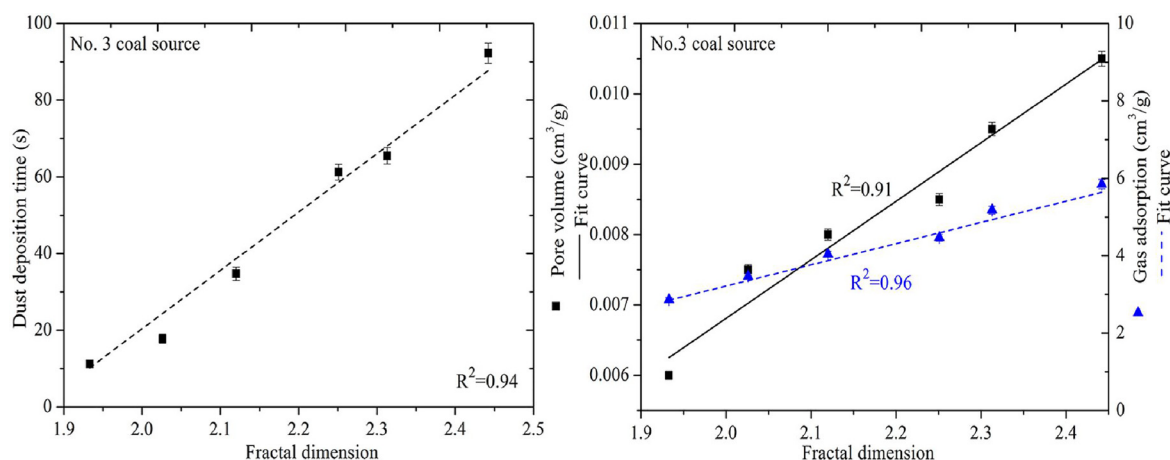 No. 3 coal source
Dust deposition time (s)
100
80
60
40
20
0
R²=0.94
1.9
2.0
2.1
2.2
2.3
2.4
2.5
Fractal dimension
No.3 coal source
Pore volume (cm³/g)
Fit curve
0.011
0.010
0.009
0.008
0.007
0.006
R²=0.91
R²=0.96
10
8
6
4
2
0
Gas adsorption (cm³/g)
Fit curve
1.9
2.0
2.1
2.2
2.3
2.4
Fractal dimension